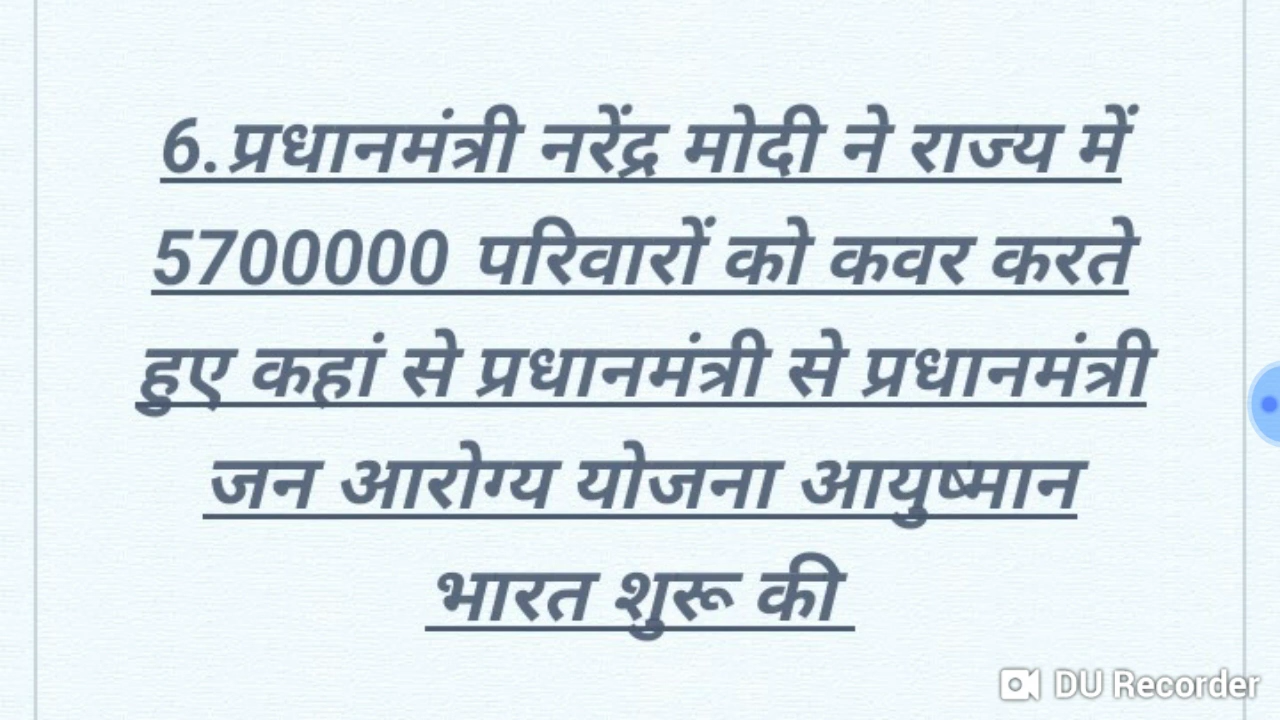 6.प्रधानमंत्री नरेंद्र मोदी ने राज्य में
5700000 परिवारों को कवर करते
हुए कहां से प्रधानमंत्री से प्रधानमंत्री
जन आरोग्य योजना आयुष्मान
भारत शुरू की
DU Recorder